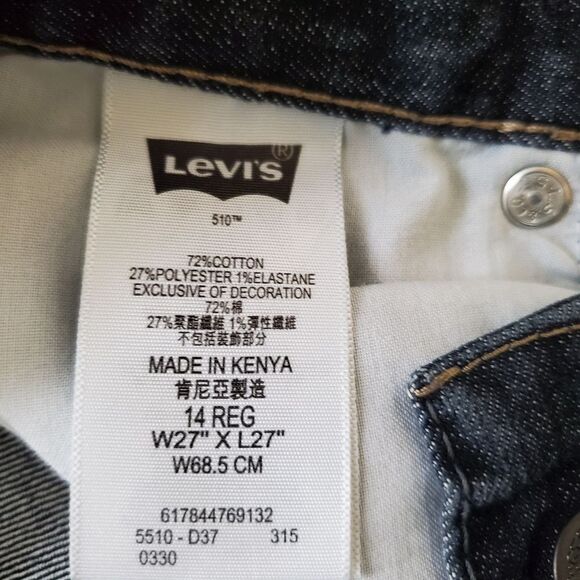 LEVI'S®
510™
72%COTTON
27%POLYESTER 1%ELASTANE
EXCLUSIVE OF DECORATION
72%棉
27%聚酯纖維 1%彈性纖維
不包括裝飾部分
MADE IN KENYA
肯尼亞製造
14 REG
W27" X L27"
W68.5 CM
617844769132
5510 - D37 315
0330